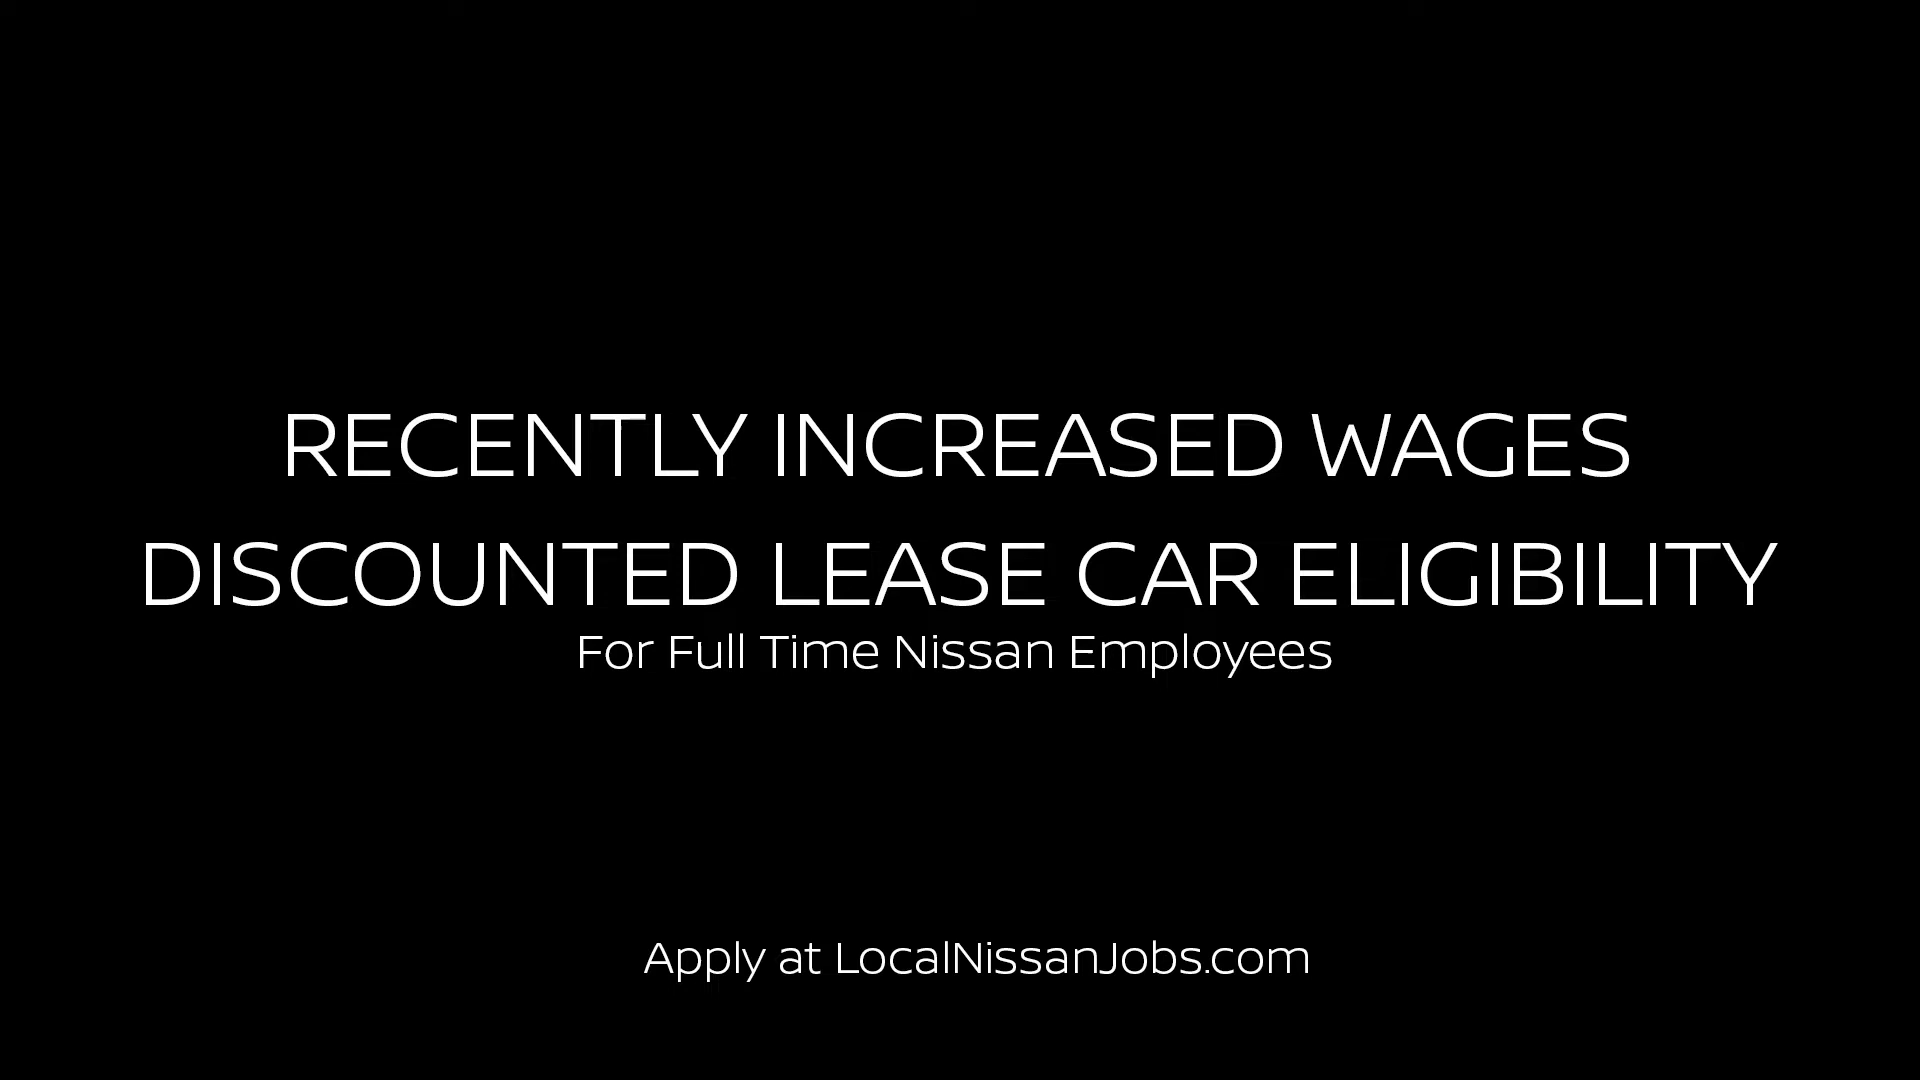 RECENTLY INCREASED WAGES
DISCOUNTED LEASE CAR ELIGIBILITY
For Full Time Nissan Employees
Apply at LocalNissanJobs.com